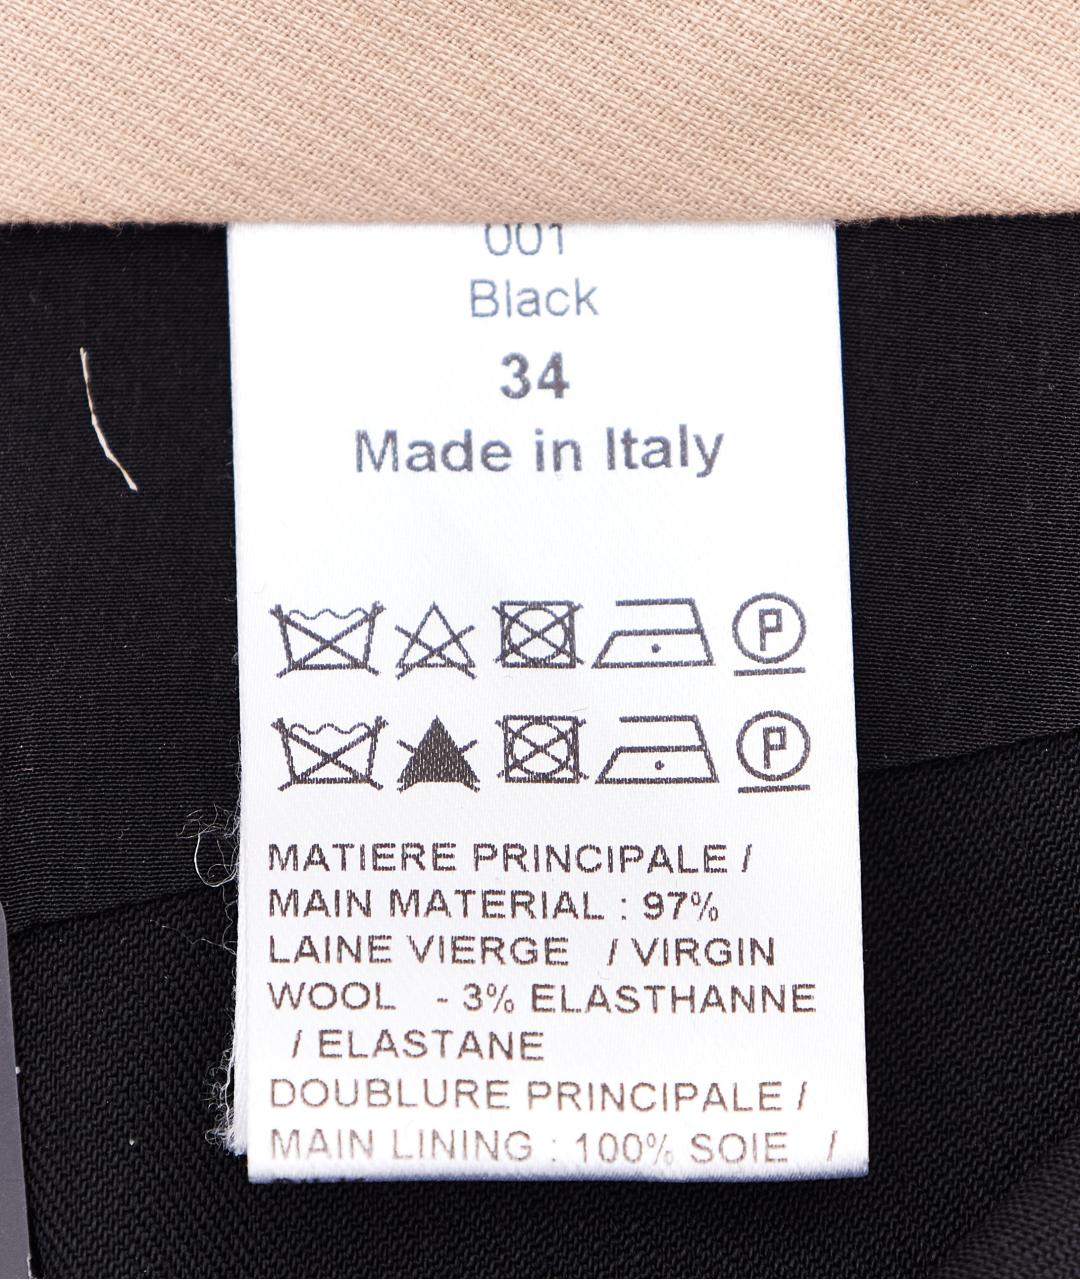 001
Black
34
Made in Italy
P
P
MATIERE PRINCIPALE /
MAIN MATERIAL : 97%
LAINE VIERGE / VIRGIN
WOOL - 3% ELASTHANNE
/ ELASTANE
DOUBLURE PRINCIPALE /
MAIN LINING : 100% SOIE /